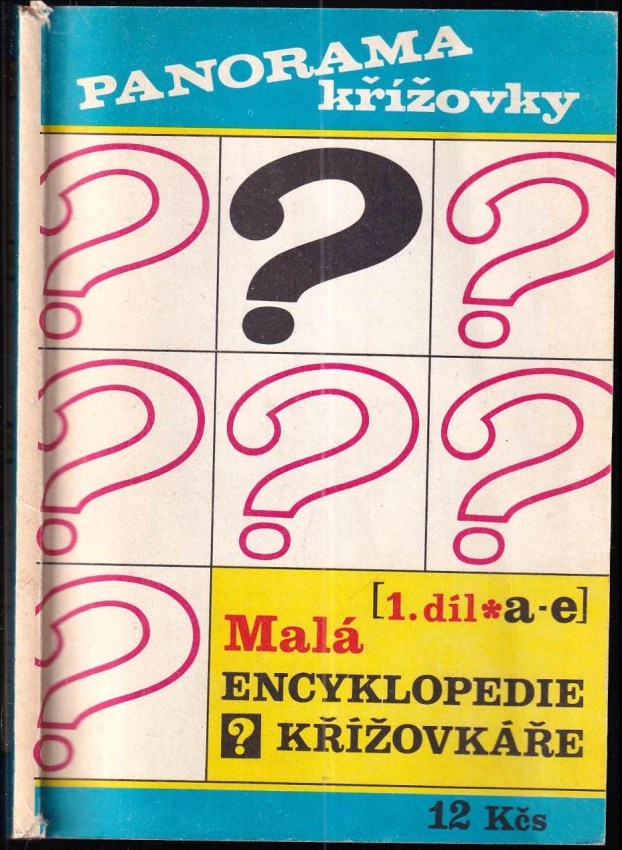 PANORAMA
křížovky
[1.díl*a-e]
Malá
ENCYKLOPEDIE
? KŘÍŽOVKÁŘE
12 Kčs